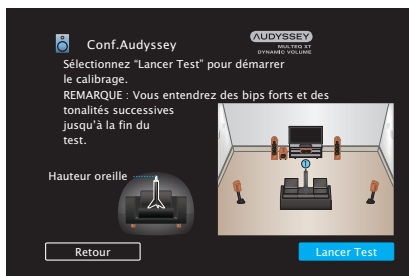 Conf.Audyssey
AUDYSSEY
MULTEQ XT
DYNAMIC VOLUME
Sélectionnez “Lancer Test” pour démarrer
le calibrage.
REMARQUE : Vous entendrez des bips forts et des
tonalités successives
jusqu’à la fin du
test.
Hauteur oreille
Retour
Lancer Test